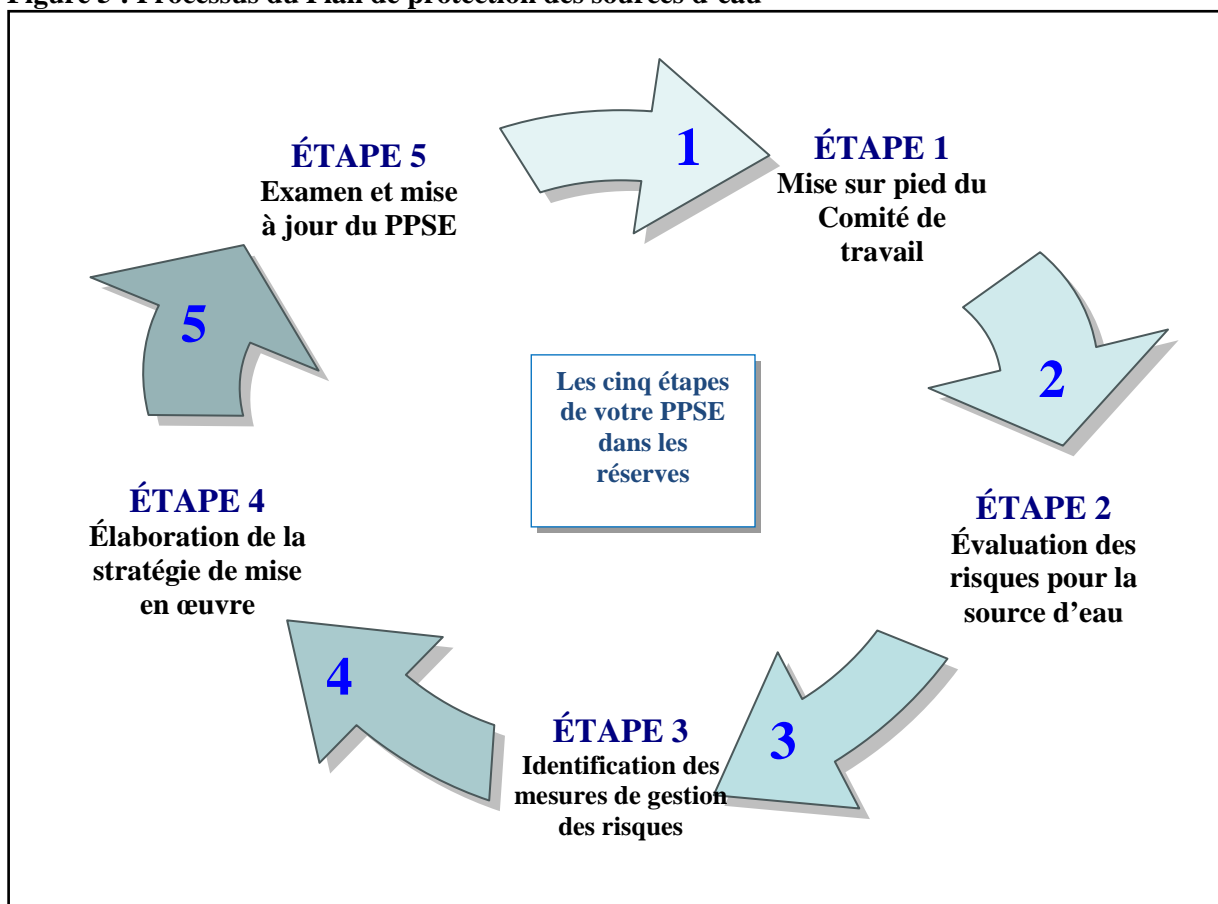 Figure 5 : Processus du Plan de protection des sources d'eau
1
ÉTAPE 1
Mise sur pied du
Comité de
travail
2
ÉTAPE 2
Évaluation des
risques pour la
source d’eau
3
ÉTAPE 3
Identification des
mesures de gestion
des risques
4
ÉTAPE 4
Élaboration de la
stratégie de mise
en œuvre
5
ÉTAPE 5
Examen et mise
à jour du PPSE
Les cinq étapes
de votre PPSE
dans les
réserves